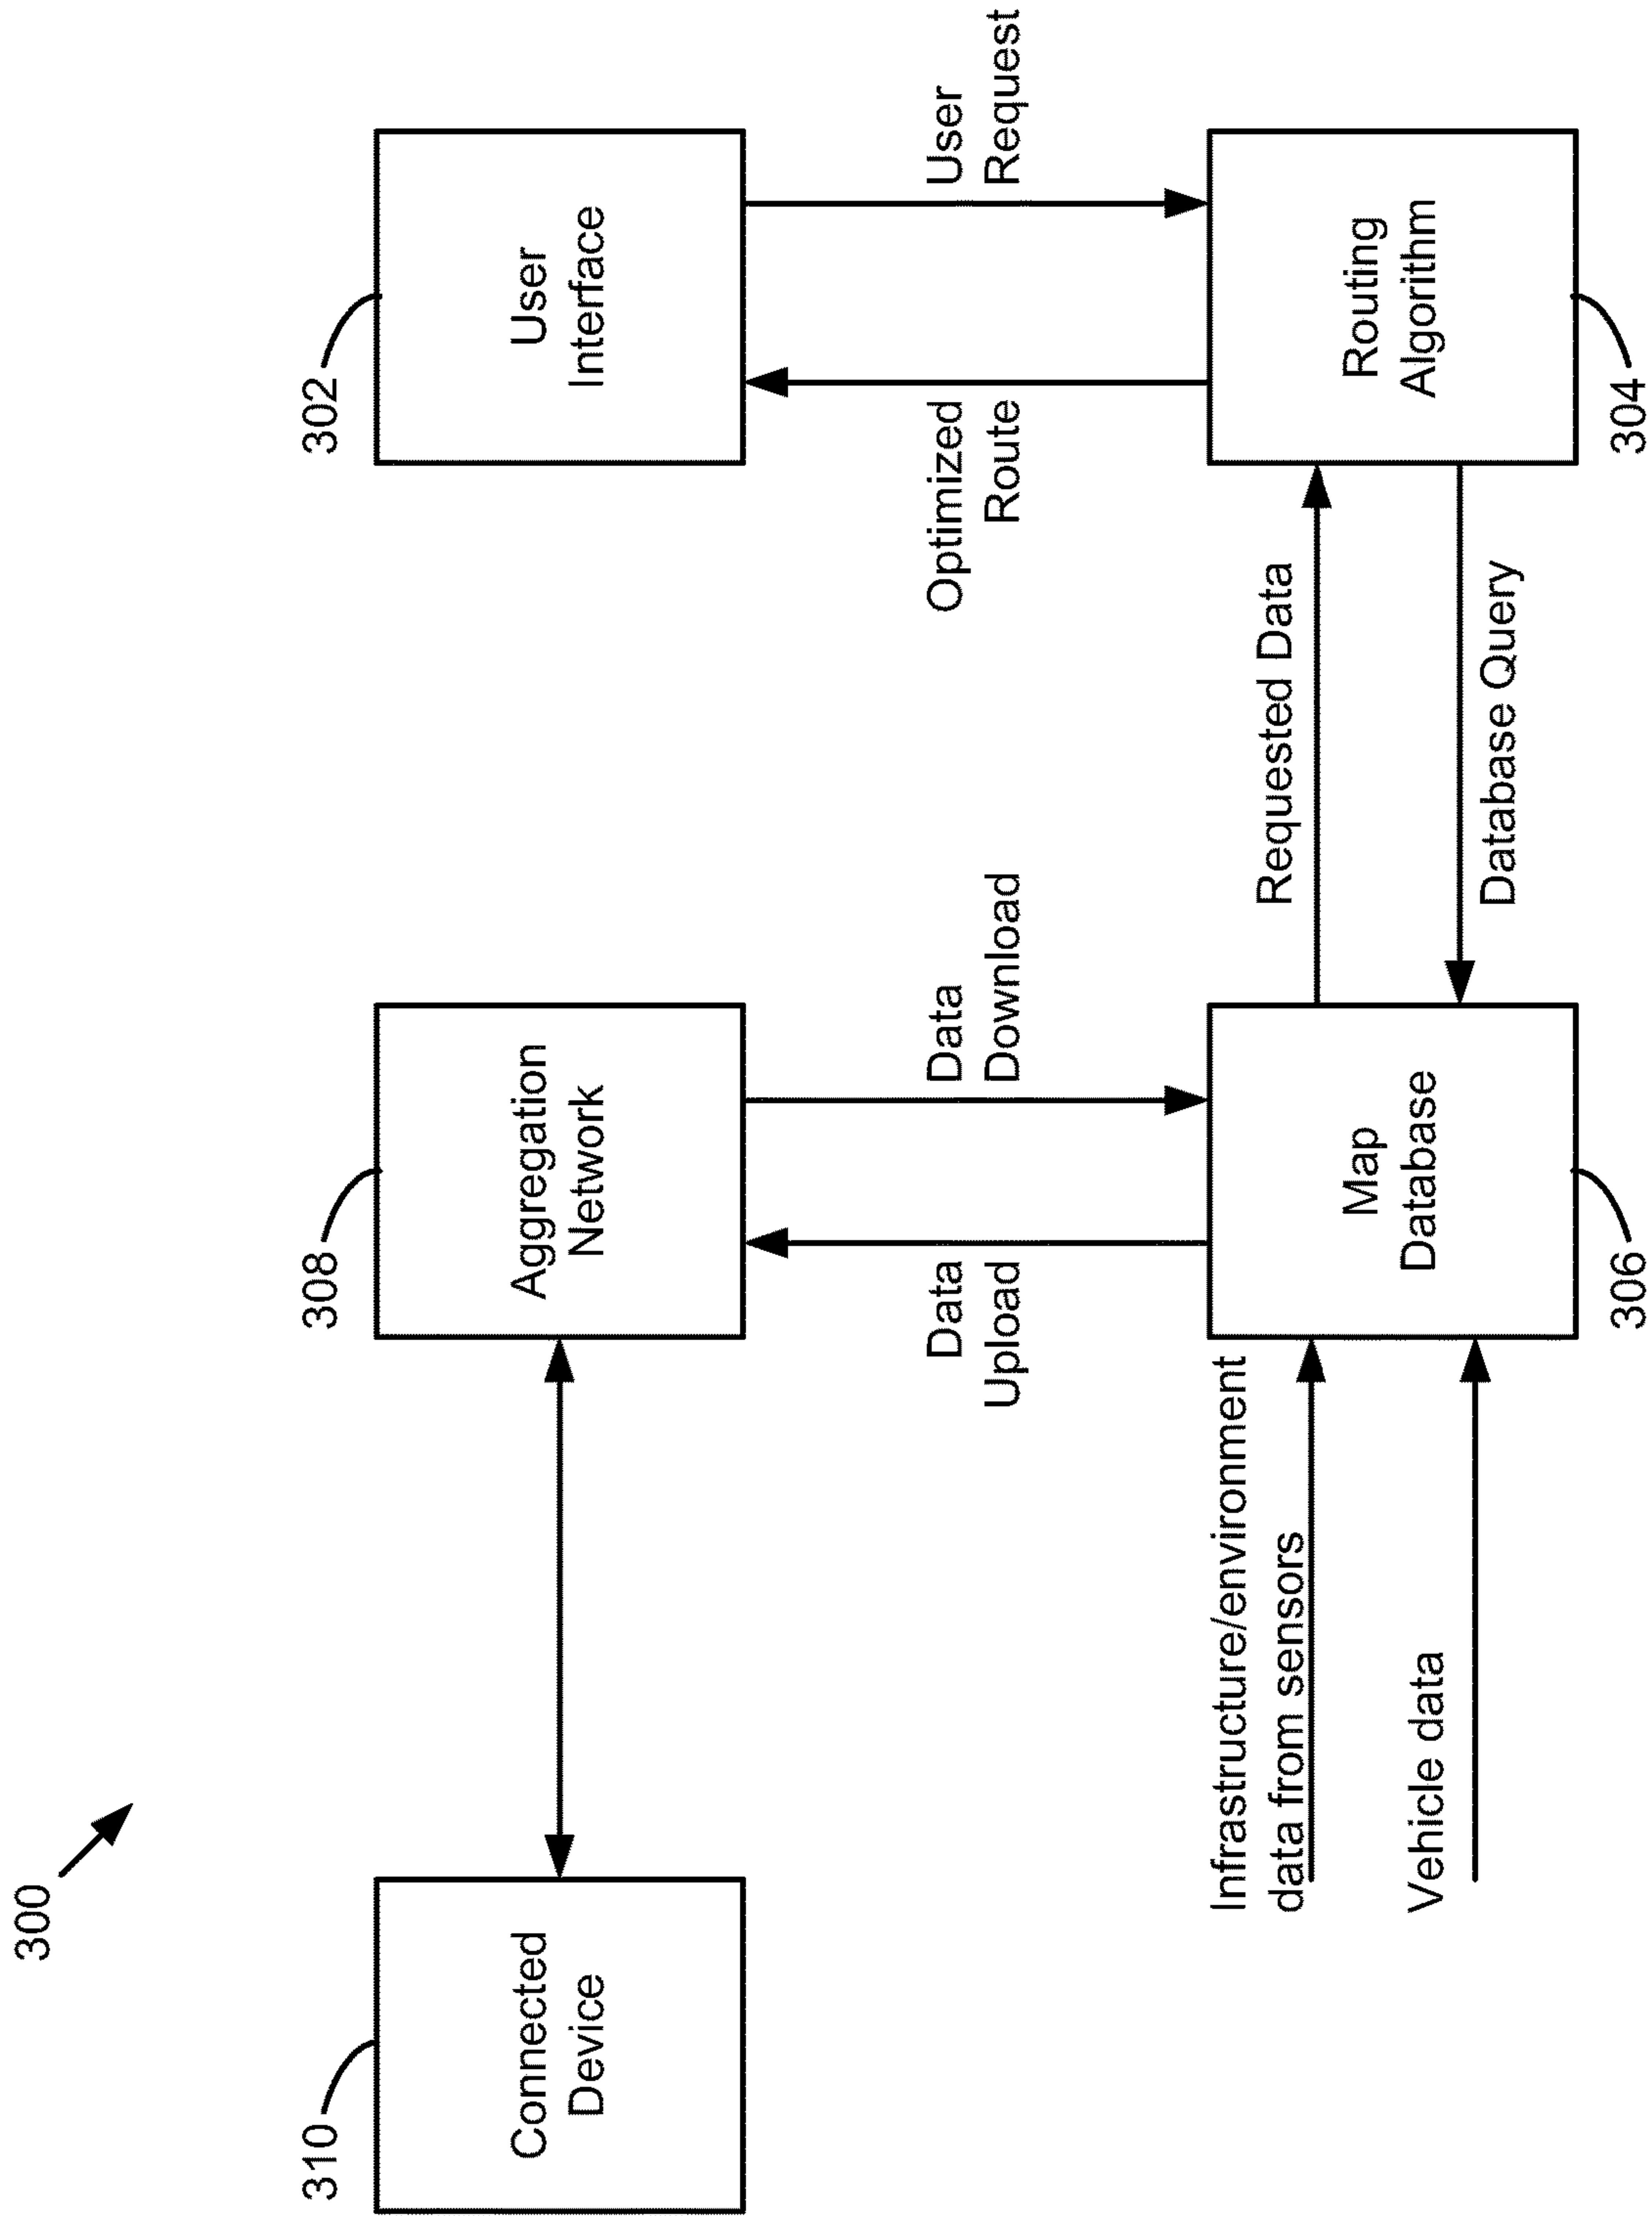 300
310
Connected
Device
308
Aggregation
Network
302
User
Interface
Data
Upload
Data
Download
Optimized
Route
User
Request
Infrastructure/environment
data from sensors
Vehicle data
Map
Database
306
Requested Data
Database Query
Routing
Algorithm
304